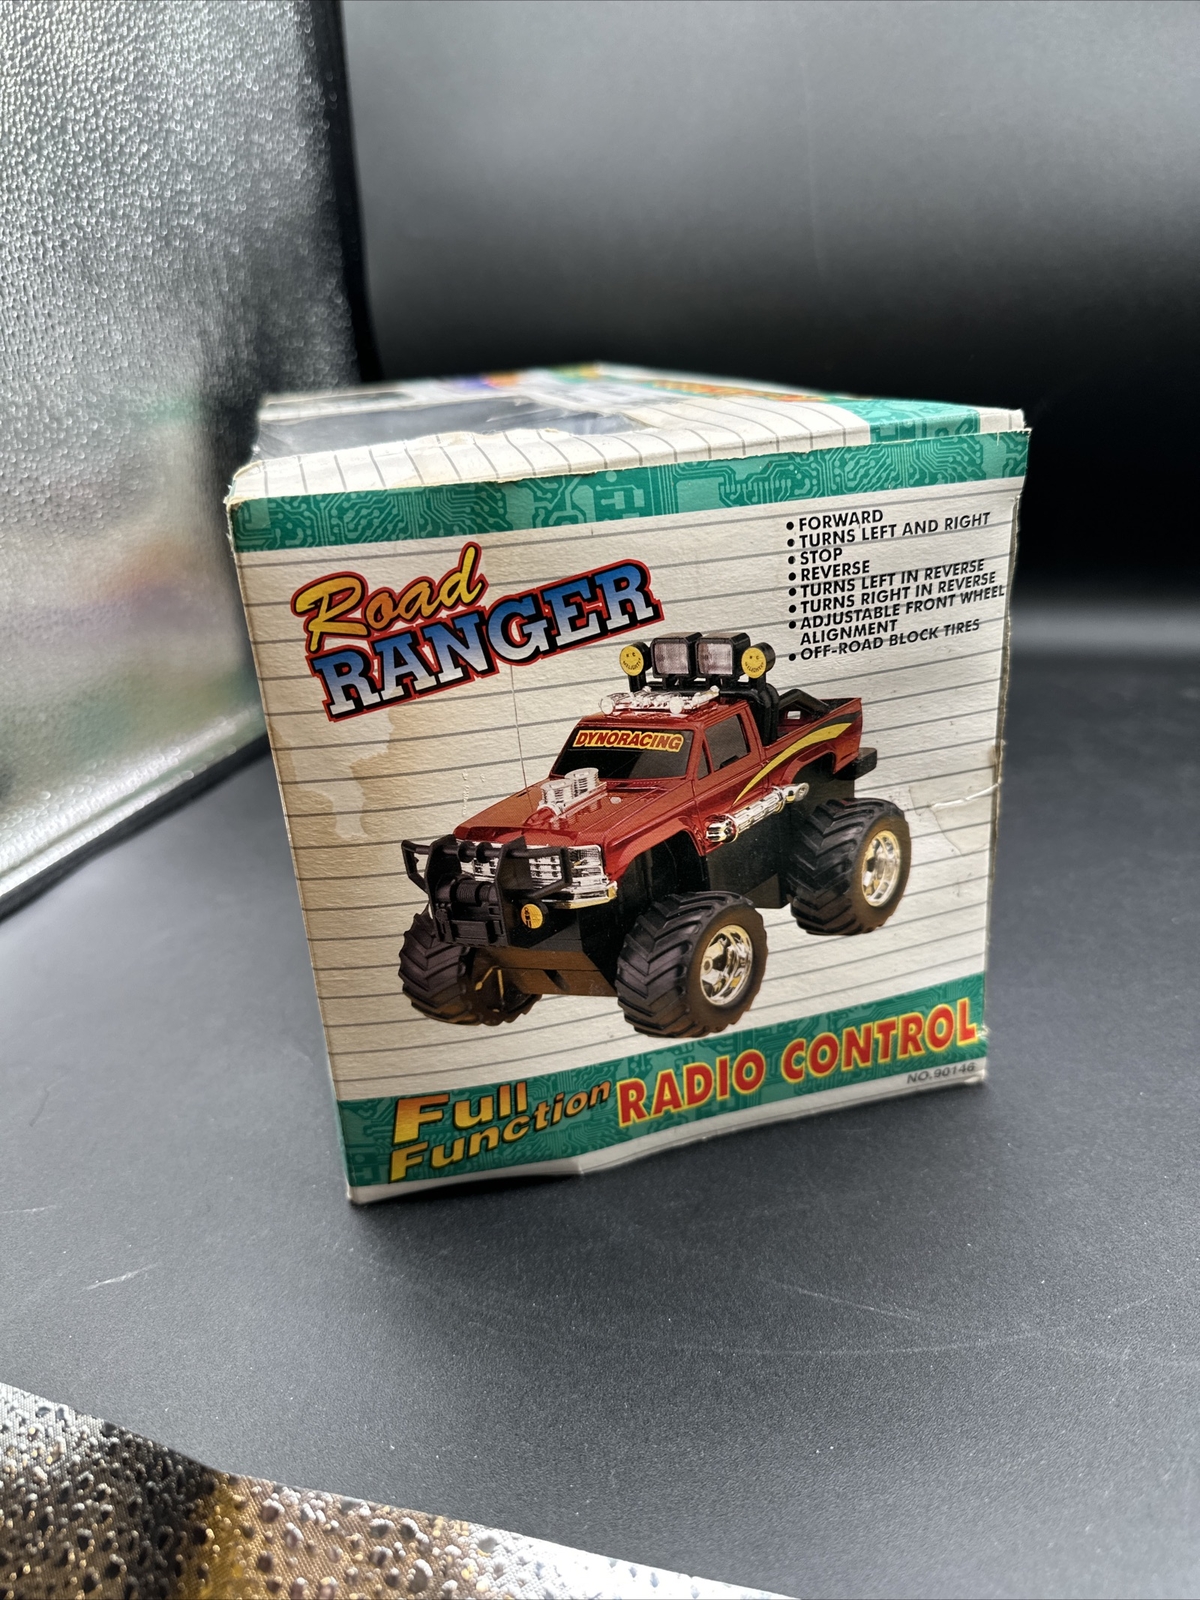 Road
RANGER
• FORWARD
• TURNS LEFT AND RIGHT
• STOP
• REVERSE
• TURNS LEFT IN REVERSE
• TURNS RIGHT IN REVERSE
• ADJUSTABLE FRONT WHEEL
ALIGNMENT
• OFF-ROAD BLOCK TIRES
DYNORACING
Full
Function
RADIO CONTROL
NO.90146